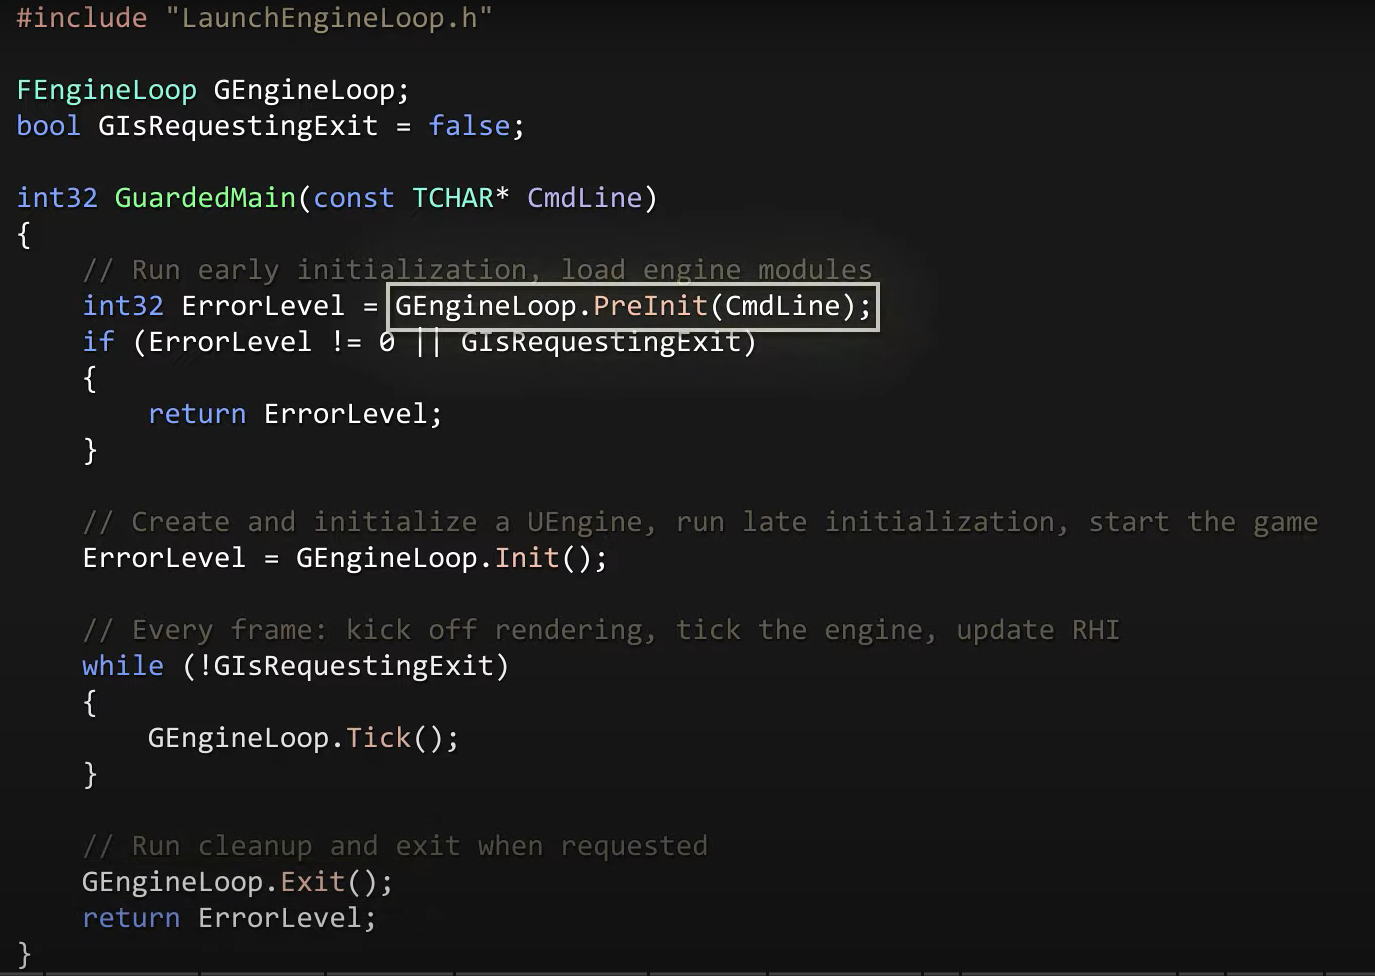 #include "LaunchEngineLoop.h"
FEngineLoop GEngineLoop;
bool GIsRequestingExit = false;
int32 GuardedMain(const TCHAR* CmdLine)
{
// Run early initialization, load engine modules
int32 ErrorLevel = GEngineLoop.PreInit(CmdLine);
if (ErrorLevel != 0 || GIsRequestingExit)
{
return ErrorLevel;
}
// Create and initialize a UEngine, run late initialization, start the game
ErrorLevel = GEngineLoop.Init();
// Every frame: kick off rendering, tick the engine, update RHI
while (!GIsRequestingExit)
{
GEngineLoop.Tick();
}
// Run cleanup and exit when requested
GEngineLoop.Exit();
return ErrorLevel;
}